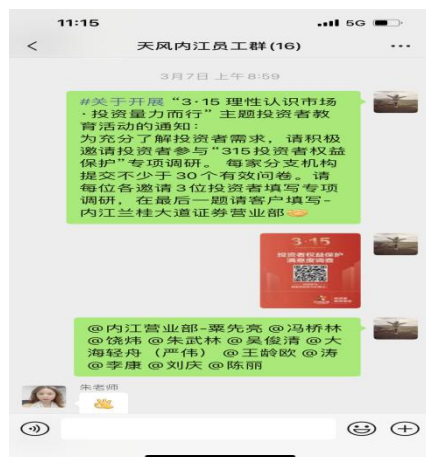 11:15
5G
天风内江员工群(16)
3月7日 上午8:59
#关于开展“3·15 理性认识市场
·投资量力而行”主题投资者教
育活动的通知：
为充分了解投资者需求，请积极
邀请投资者参与“315投资者权益
保护”专项调研。 每家分支机构
提交不少于30个有效问卷。请
每位各邀请3位投资者填写专项
调研，在最后一题请客户填写-
内江兰桂大道证券营业部
3·15
投资者权益保护
满意度调查
@内江营业部-粟先亮 @冯桥林
@饶炜 @朱武林 @吴俊清 @大
海轻舟（严伟） @王龄欧 @涛
@李康 @刘庆 @陈丽
朱老师